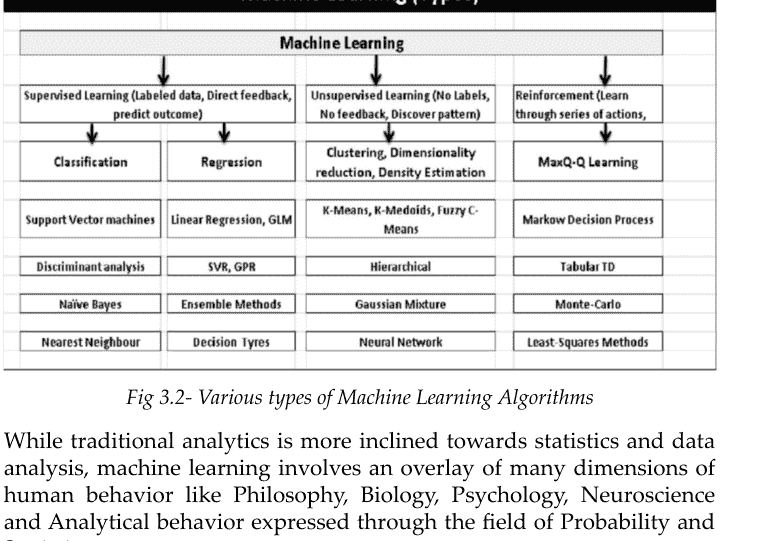 Machine Learning
Supervised Learning (Labeled data, Direct feedback,
predict outcome)
Unsupervised Learning (No Labels,
No feedback, Discover pattern)
Reinforcement (Learn
through series of actions,
Classification
Regression
Clustering, Dimensionality
reduction, Density Estimation
MaxQ-Q Learning
Support Vector machines
Linear Regression, GLM
K-Means, K-Medoids, Fuzzy C-
Means
Markow Decision Process
Discriminant analysis
SVR, GPR
Hierarchical
Tabular TD
Naïve Bayes
Ensemble Methods
Gaussian Mixture
Monte-Carlo
Nearest Neighbour
Decision Tyres
Neural Network
Least-Squares Methods
Fig 3.2- Various types of Machine Learning Algorithms
While traditional analytics is more inclined towards statistics and data
analysis, machine learning involves an overlay of many dimensions of
human behavior like Philosophy, Biology, Psychology, Neuroscience
and Analytical behavior expressed through the field of Probability and